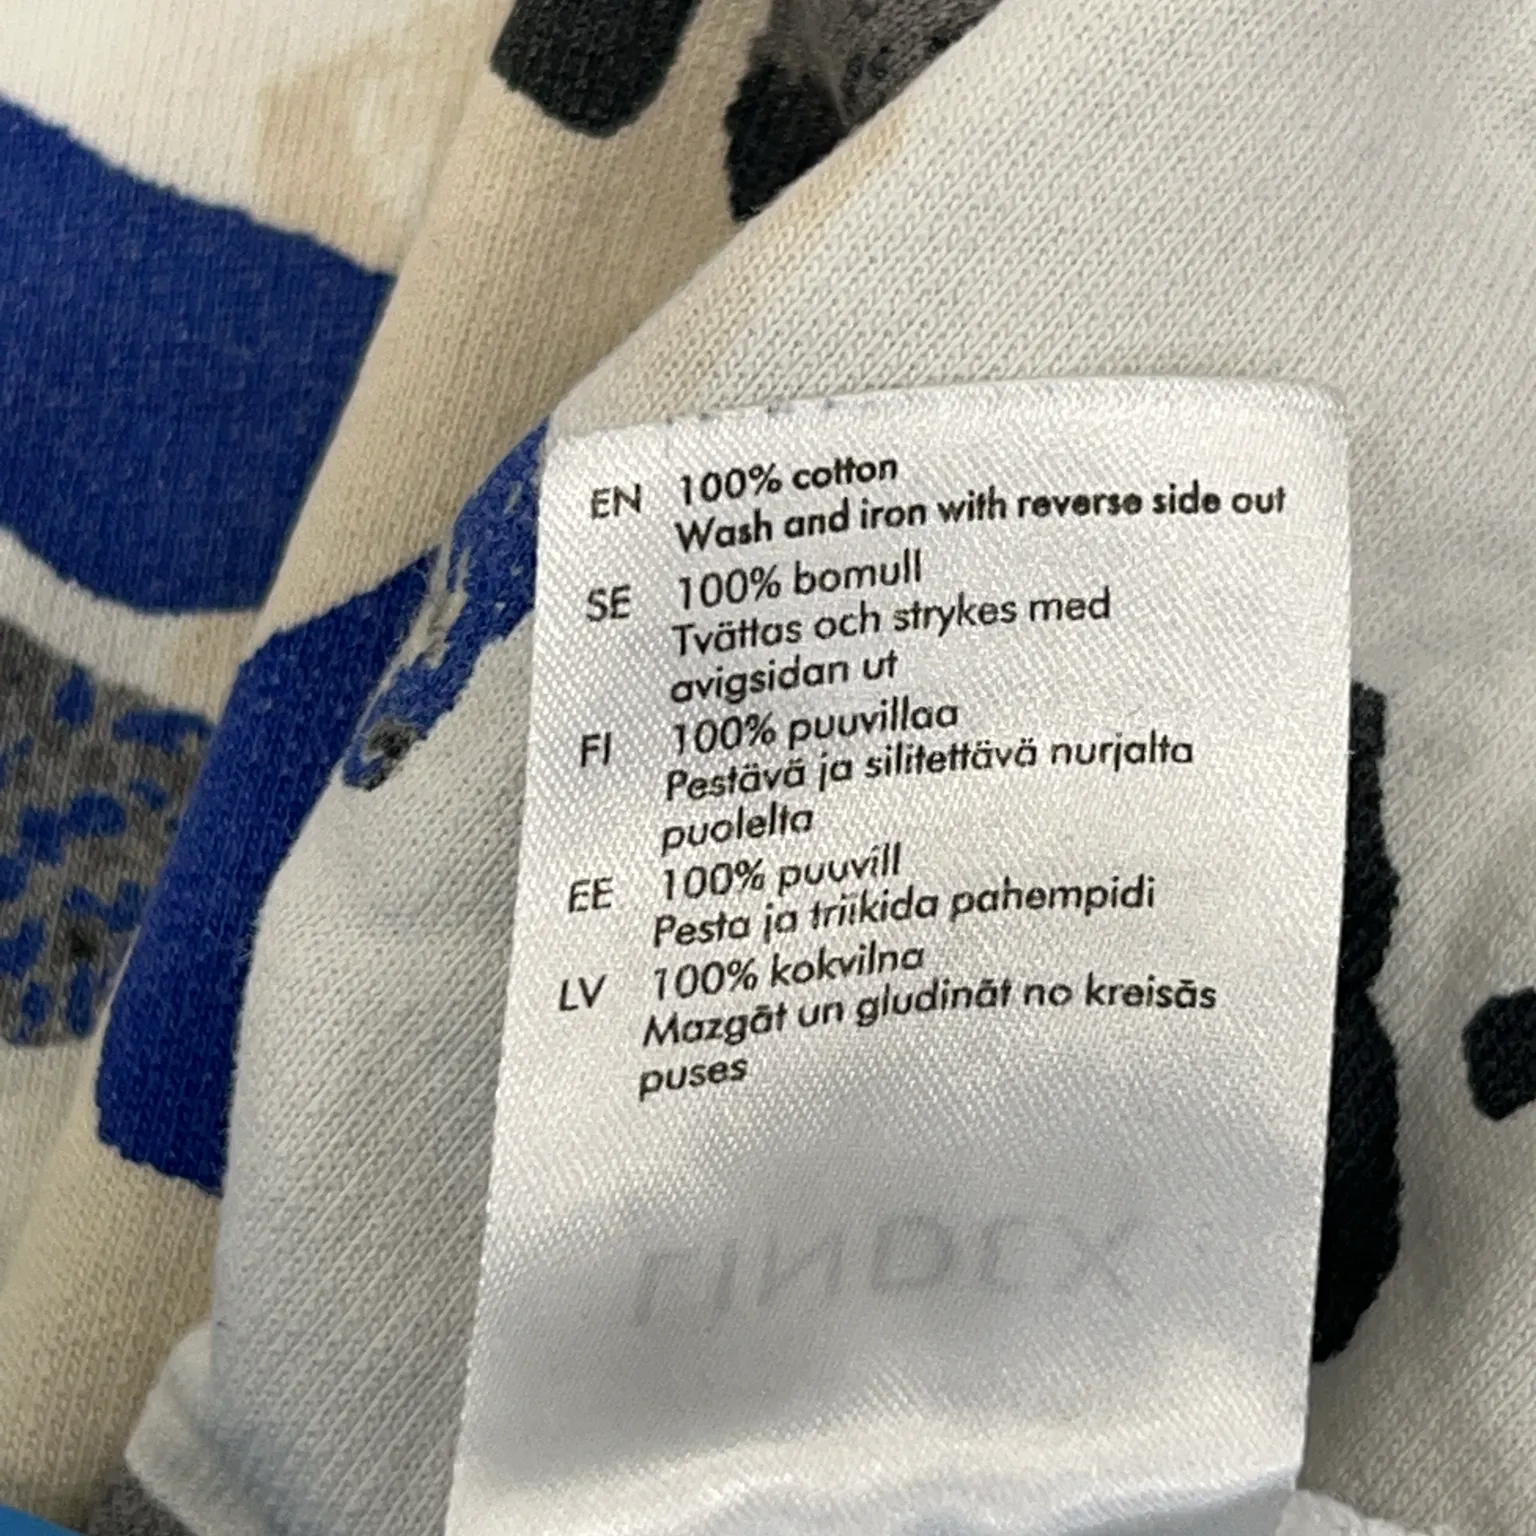 EN 100% cotton
Wash and iron with reverse side out
SE 100% bomull
Tvättas och strykes med
avigsidan ut
FI 100% puuvillaa
Pestävä ja silitettävä nurjalta
puolelta
EE 100% puuvill
Pesta ja triikida pahempidi
LV 100% kokvilna
Mazgāt un gludināt no kreisās
puses